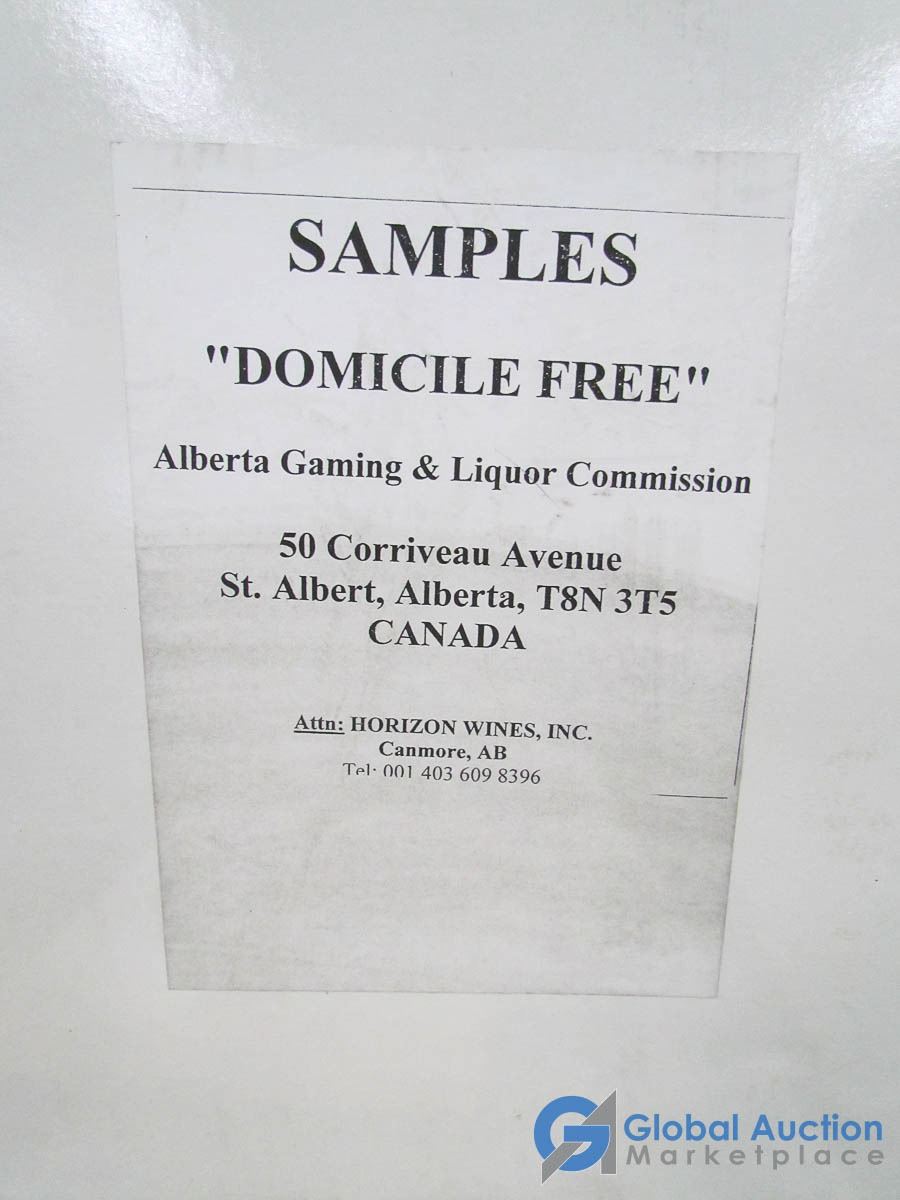 SAMPLES
"DOMICILE FREE"
Alberta Gaming & Liquor Commission
50 Corriveau Avenue
St. Albert, Alberta, T8N 3T5
CANADA
Attn: HORIZON WINES, INC.
Canmore, AB
Tel: 001 403 609 8396
Global Auction
Marketplace